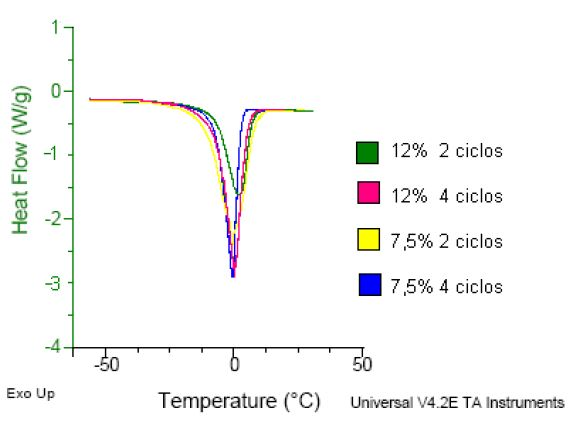 1
0
-1
-2
-3
-4
Heat Flow (W/g)
-50
0
50
Temperature (°C)
Exo Up
Universal V4.2E TA Instruments
12% 2 ciclos
12% 4 ciclos
7,5% 2 ciclos
7,5% 4 ciclos